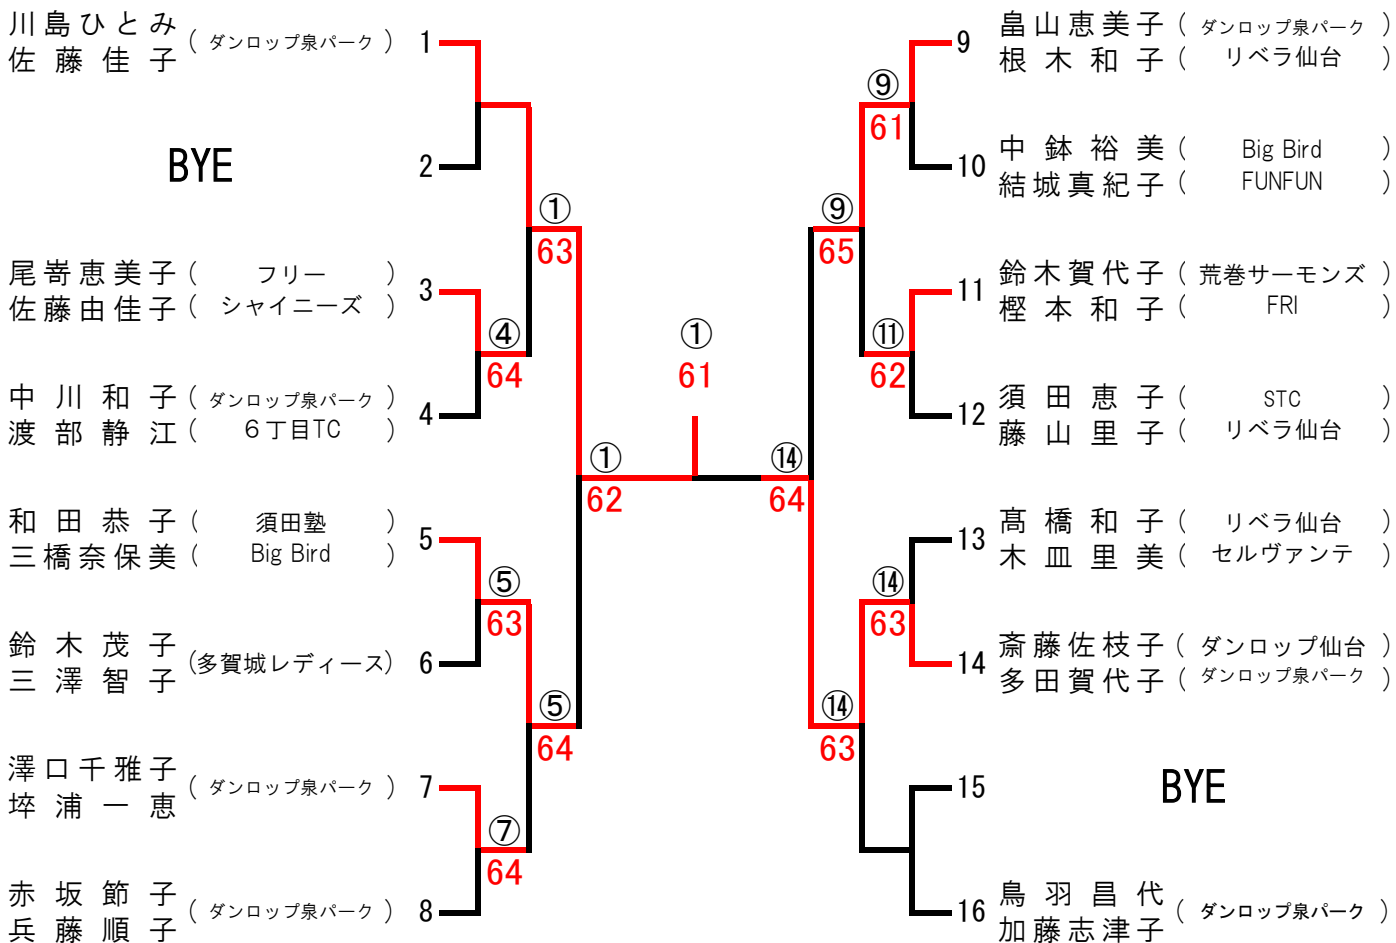 川島ひとみ
佐藤佳子
( ダンロップ泉パーク ) 1
BYE
2
尾嵜恵美子 ( フリー )
佐藤由佳子 ( シャイニーズ )
3
中川和子 ( ダンロップ泉パーク )
渡部静江 ( 6丁目TC )
4
和田恭子 ( 須田塾 )
三橋奈保美 ( Big Bird )
5
鈴木茂子
三澤智子
(多賀城レディース) 6
澤口千雅子
埣浦一恵
( ダンロップ泉パーク ) 7
赤坂節子
兵藤順子
( ダンロップ泉パーク ) 8
①
63
④
64
⑤
63
⑤
64
⑦
64
①
62
①
61
⑭
64
⑨
61
⑨
65
⑪
62
⑭
63
⑭
63
9
畠山恵美子 ( ダンロップ泉パーク )
根木和子 ( リベラ仙台 )
10
中鉢裕美 ( Big Bird )
結城真紀子 ( FUNFUN )
11
鈴木賀代子 ( 荒巻サーモンズ )
樫本和子 ( FRI )
12
須田恵子 ( STC )
藤山里子 ( リベラ仙台 )
13
髙橋和子 ( リベラ仙台 )
木皿里美 ( セルヴァンテ )
14
斎藤佐枝子 ( ダンロップ仙台 )
多田賀代子 ( ダンロップ泉パーク )
15
BYE
16
鳥羽昌代
加藤志津子
( ダンロップ泉パーク )